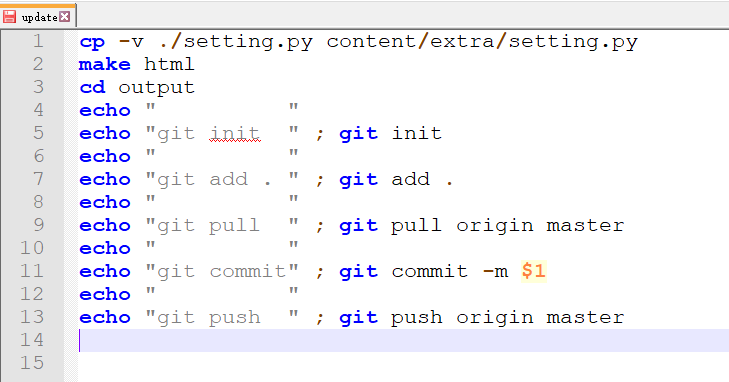 update
1 cp -v ./setting.py content/extra/setting.py
2 make html
3 cd output
4 echo "           "
5 echo "git init   " ; git init
6 echo "           "
7 echo "git add . " ; git add .
8 echo "           "
9 echo "git pull   " ; git pull origin master
10 echo "           "
11 echo "git commit" ; git commit -m $1
12 echo "           "
13 echo "git push   " ; git push origin master
14
15